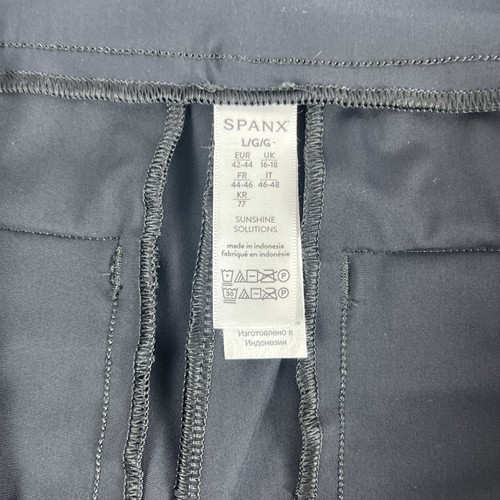 SPANX®
L/G/G
EUR UK
42-44 16-18
FR IT
44-46 46-48
KR
77
SUNSHINE
SOLUTIONS
made in indonesia
fabriqué en indonésie
P
30 P
Изготовлено в
Индонезии